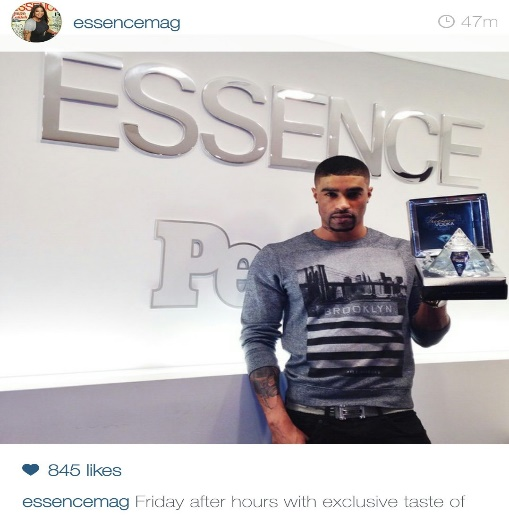 essencemag
47m
ESSENCE
Pe
VODKA
BROOKLYN
845 likes
essencemag Friday after hours with exclusive taste of